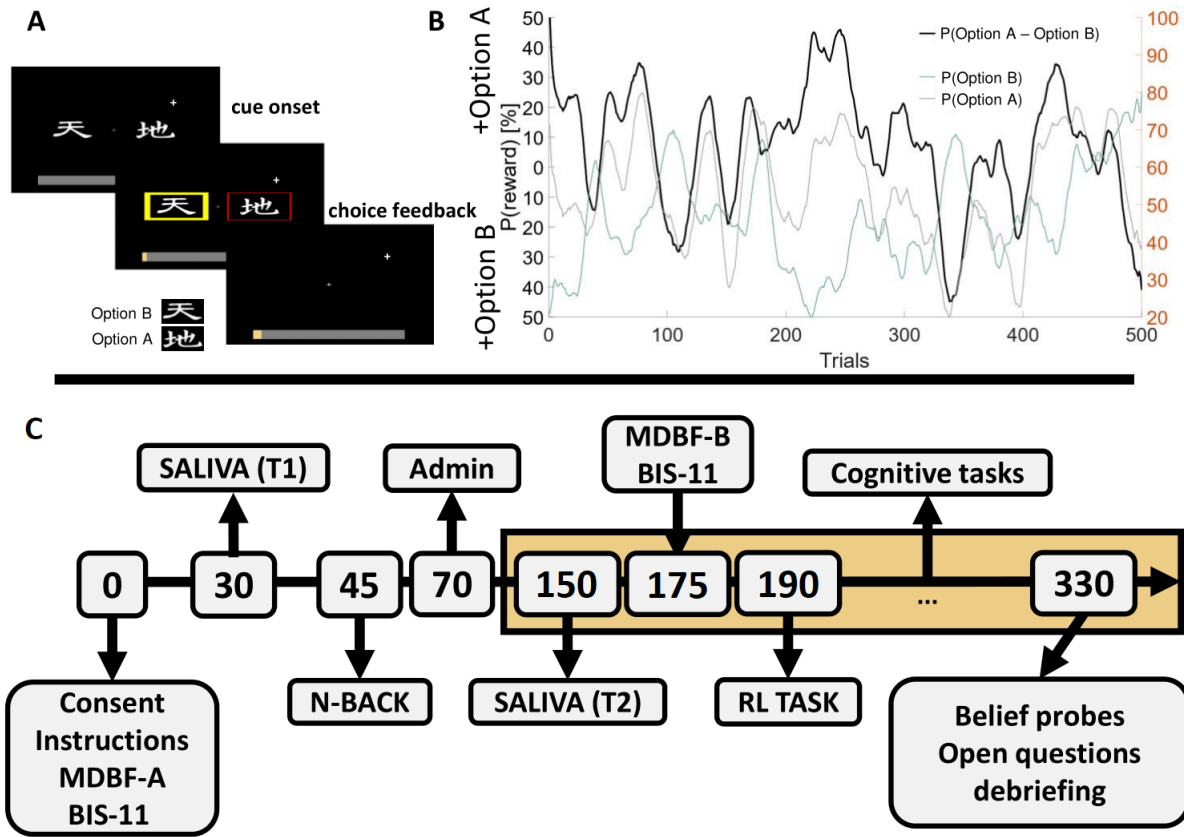 A
天 地
cue onset
天 地
choice feedback
Option B 天
Option A 地
B
+Option A
+Option B
P(reward) [%]
50
40
30
20
10
0
10
20
30
40
50
100
90
80
70
60
50
40
30
20
0 100 200 300 400 500
Trials
P(Option A – Option B)
P(Option B)
P(Option A)
C
SALIVA (T1)
Admin
MDBF-B
BIS-11
Cognitive tasks
0 30 45 70 150 175 190 ... 330
Consent
Instructions
MDBF-A
BIS-11
N-BACK
SALIVA (T2)
RL TASK
Belief probes
Open questions
debriefing